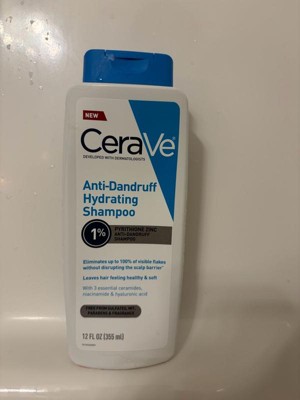 NEW
CeraVe
DEVELOPED WITH DERMATOLOGISTS
Anti-Dandruff
Hydrating
Shampoo
1%
PYRITHIONE ZINC
ANTI-DANDRUFF
SHAMPOO
Eliminates up to 100% of visible flakes
without disrupting the scalp barrier
Leaves hair feeling healthy & soft
With 3 essential ceramides,
niacinamide & hyaluronic acid
PARABENS & FRAGRANCE
12 FL OZ (355 ml)